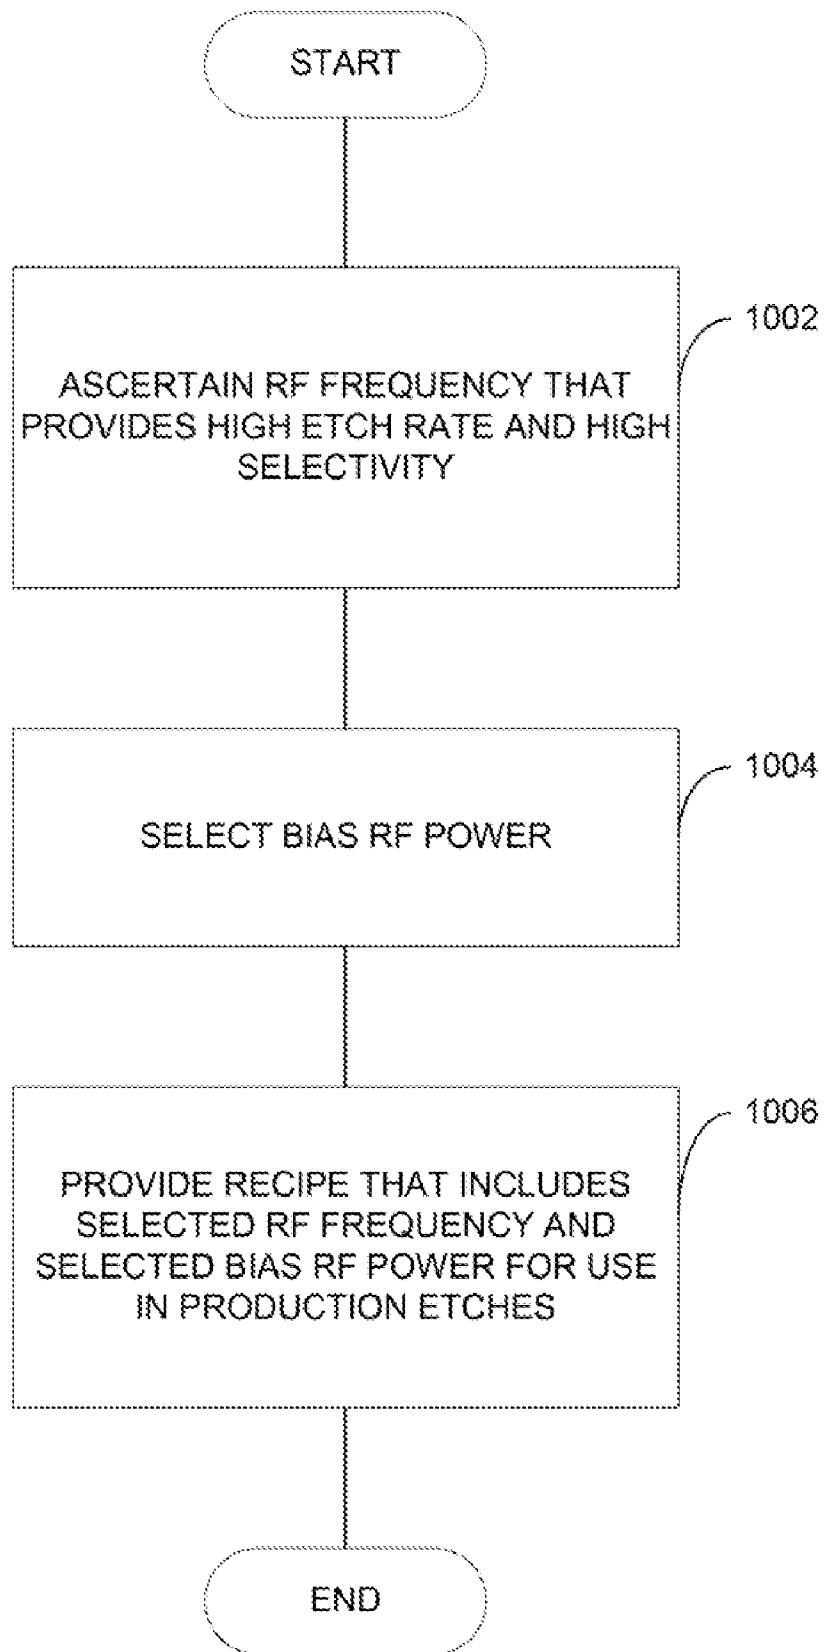 START
1002
ASCERTAIN RF FREQUENCY THAT
PROVIDES HIGH ETCH RATE AND HIGH
SELECTIVITY
1004
SELECT BIAS RF POWER
1006
PROVIDE RECIPE THAT INCLUDES
SELECTED RF FREQUENCY AND
SELECTED BIAS RF POWER FOR USE
IN PRODUCTION ETCHES
END